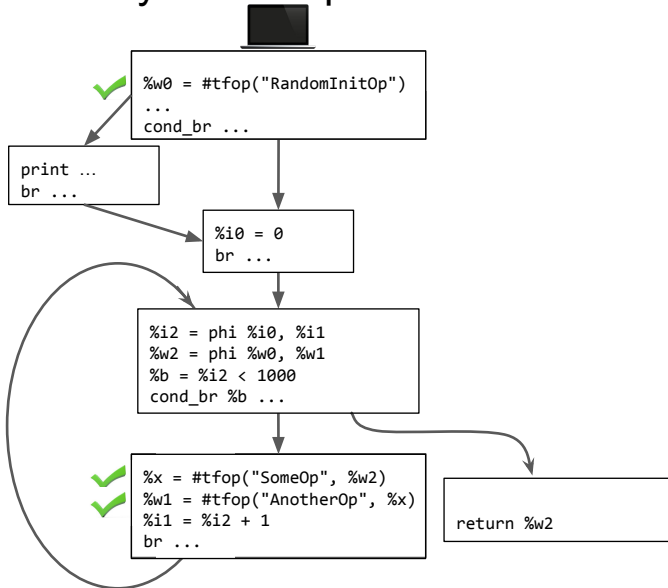 %w0 = #tfop("RandomInitOp")
...
cond_br ...
print ...
br ...
%i0 = 0
br ...
%i2 = phi %i0, %i1
%w2 = phi %w0, %w1
%b = %i2 < 1000
cond_br %b ...
%x = #tfop("SomeOp", %w2)
%w1 = #tfop("AnotherOp", %x)
%i1 = %i2 + 1
br ...
return %w2